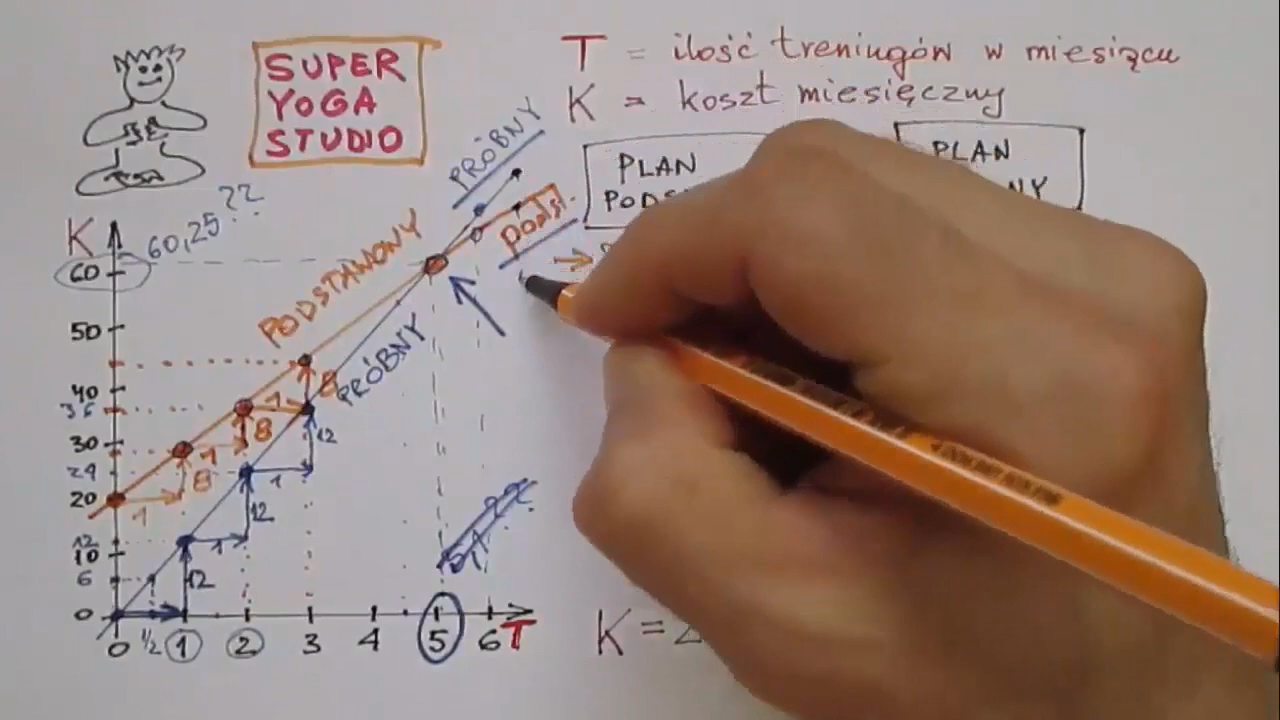 SUPER
YOGA
STUDIO
T = ilość treningów w miesiącu
K = koszt miesięczny
PLAN
PODS
PLAN
NY
PRÓBNY
podst.
K
60,25??
PODSTAWOWY
PRÓBNY
60
50
40
36
30
24
20
12
10
6
0
1
8
1
8
1
8
12
1
12
1
12
0
1/2
1
2
3
4
5
6
T
K =